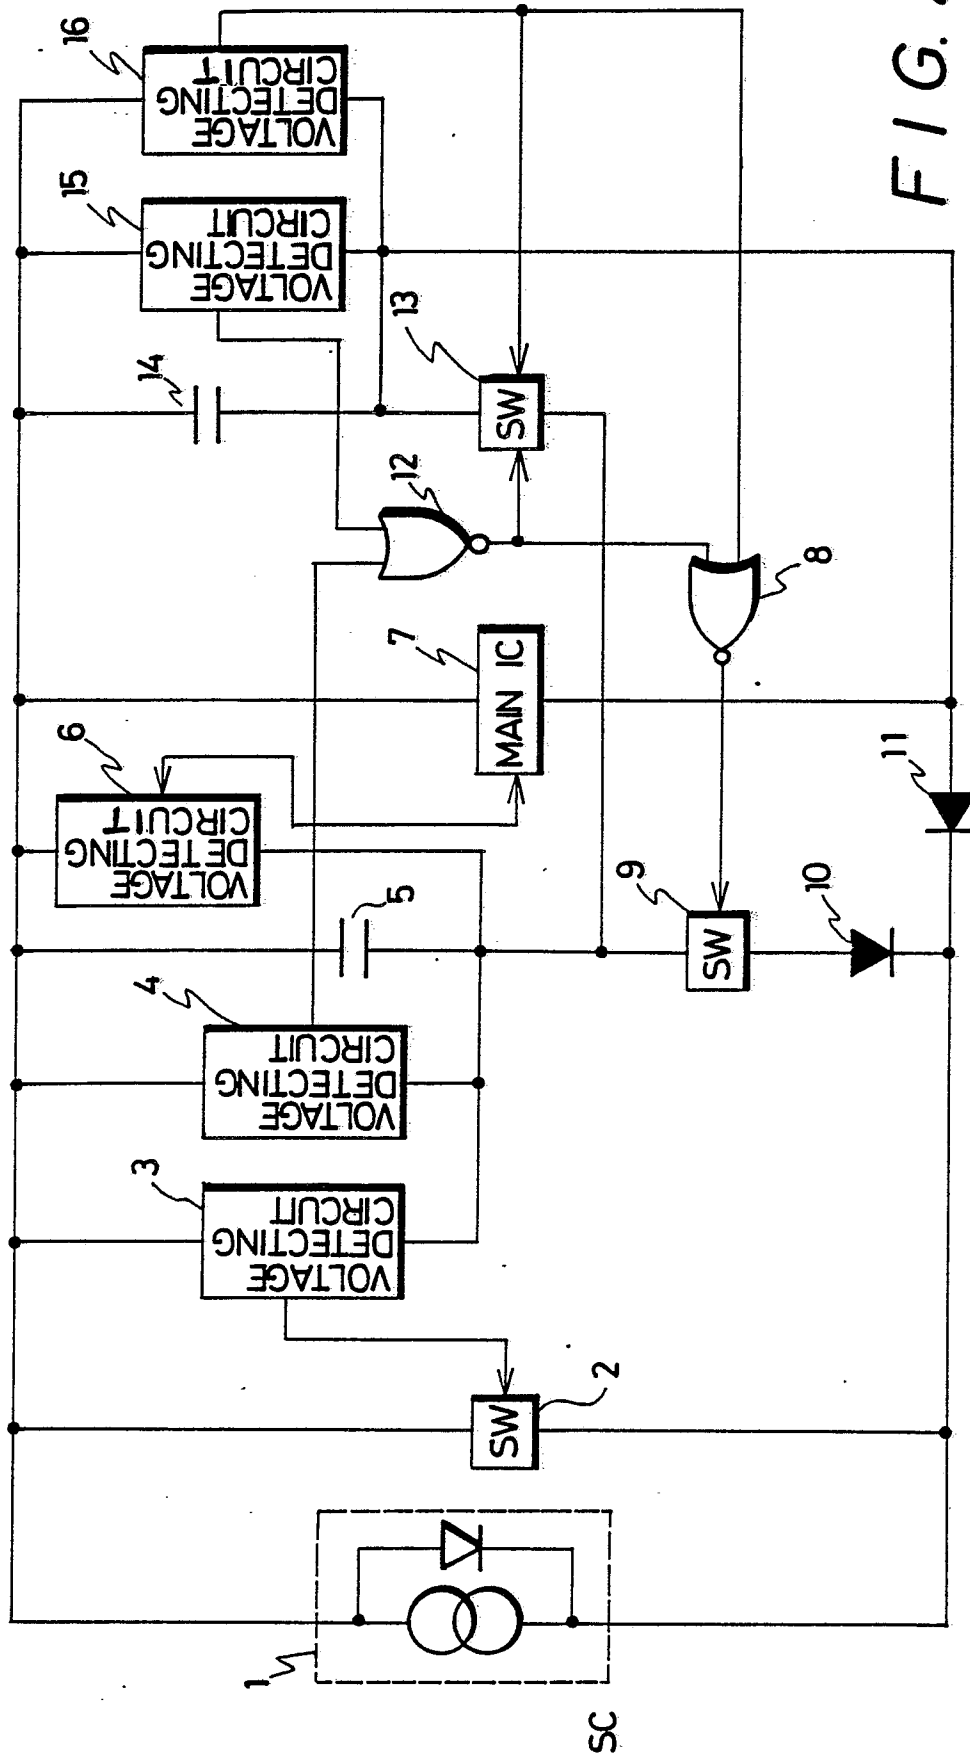 16
VOLTAGE
DETECTING
CIRCUIT
15
VOLTAGE
DETECTING
CIRCUIT
14
13
SW
12
8
7
MAIN IC
6
VOLTAGE
DETECTING
CIRCUIT
5
9
SW
10
11
4
VOLTAGE
DETECTING
CIRCUIT
3
VOLTAGE
DETECTING
CIRCUIT
SW
2
1
SC
FIG.